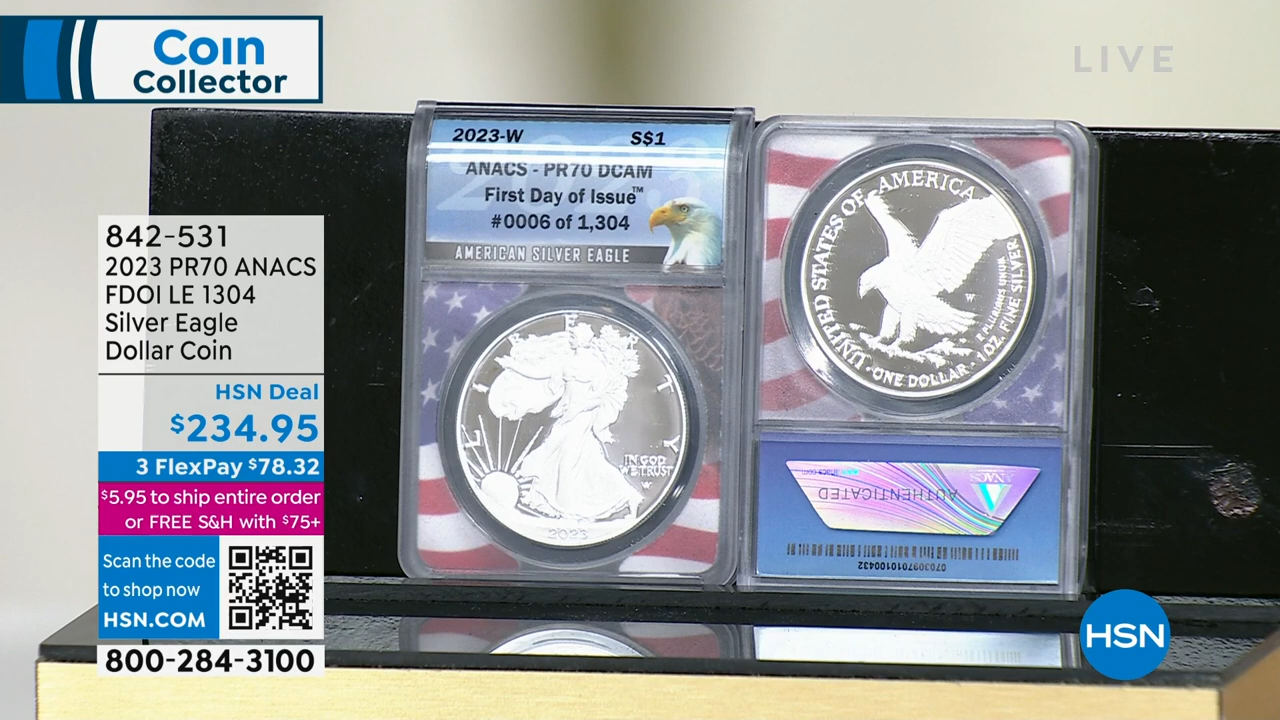 Coin
Collector
LIVE
842-531
2023 PR70 ANACS
FDOI LE 1304
Silver Eagle
Dollar Coin
HSN Deal
$234.95
3 FlexPay $78.32
$5.95 to ship entire order
or FREE S&H with $75+
Scan the code
to shop now
HSN.COM
800-284-3100
2023-W S$1
ANACS - PR70 DCAM
First Day of Issue™
#0006 of 1,304
AMERICAN SILVER EAGLE
LIBERTY
IN GOD
WE TRUST
W
2023
UNITED STATES OF AMERICA
W
E PLURIBUS UNUM
1 OZ. FINE SILVER
ONE DOLLAR
ANACS
AUTHENTICATED
0703097010100432
HSN